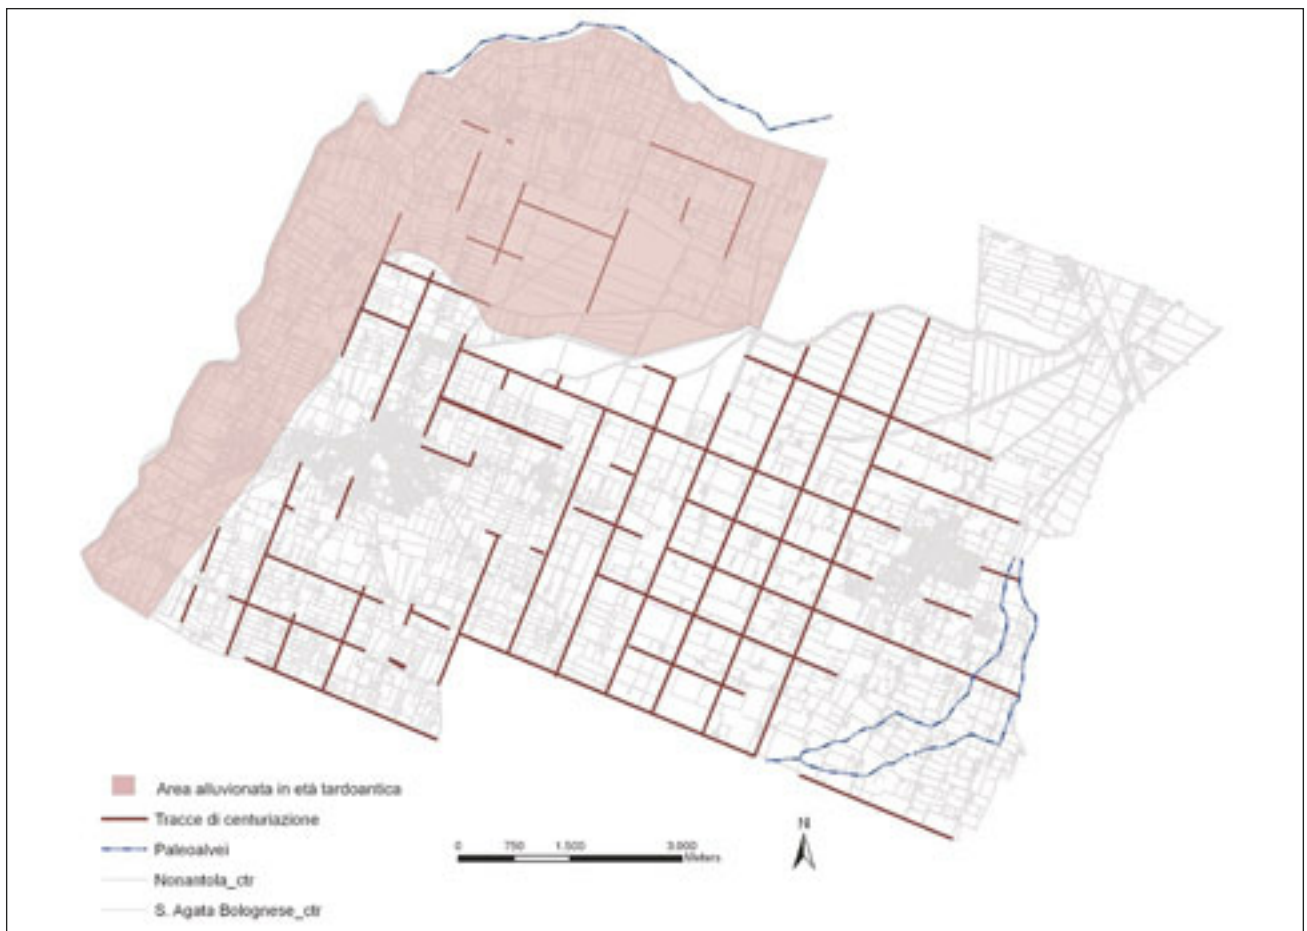 Area alluvionata in età tardoantica
Tracce di centuriazione
Paleoalvei
Nonantola_ctr
S. Agata Bolognese_ctr
0 750 1.500 3.000
Meters
N